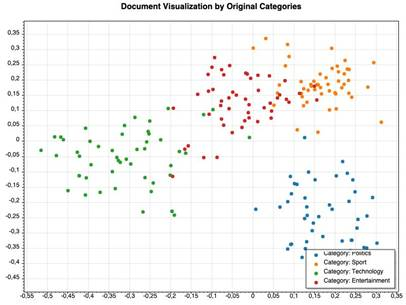 Document Visualization by Original Categories
0,35
0,3
0,25
0,2
0,15
0,1
0,05
0
-0,05
-0,1
-0,15
-0,2
-0,25
-0,3
-0,35
-0,4
-0,45
Category: Politics
Category: Sport
Category: Technology
Category: Entertainment
-0,55 -0,5 -0,45 -0,4 -0,35 -0,3 -0,25 -0,2 -0,15 -0,1 -0,05 0 0,05 0,1 0,15 0,2 0,25 0,3 0,35